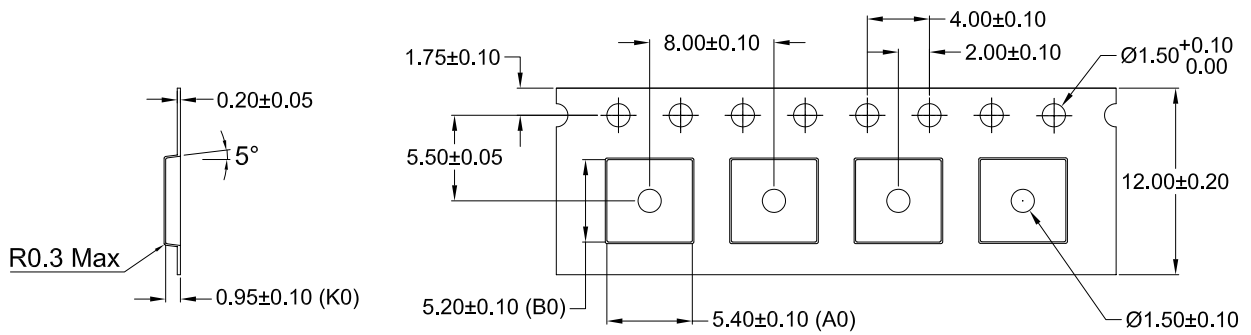 4.00±0.10
8.00±0.10
2.00±0.10
1.75±0.10
Ø1.50 +0.10 0.00
0.20±0.05
5°
5.50±0.05
12.00±0.20
R0.3 Max
0.95±0.10 (K0)
5.20±0.10 (B0)
5.40±0.10 (A0)
Ø1.50±0.10